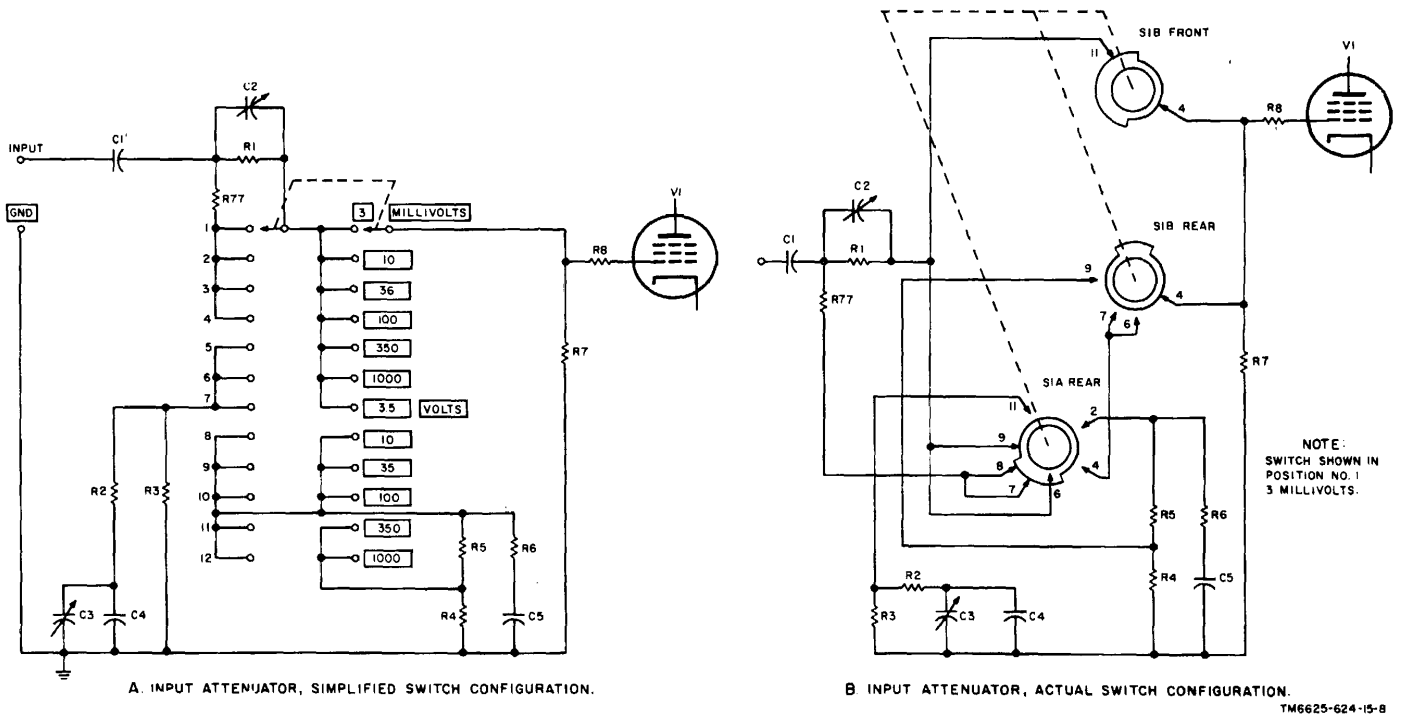 C2
C1'
INPUT
R1
R77
GND
3 MILLIVOLTS
V1
1
2
10
R8
3
36
4
100
5
350
R7
6
1000
7
3.5 VOLTS
8
10
9
35
10
100
R2
R3
11
350
R5
R6
12
1000
C3
C4
R4
C5
A. INPUT ATTENUATOR, SIMPLIFIED SWITCH CONFIGURATION.
S1B FRONT
11
V1
4
R8
C2
S1B REAR
C1
R1
9
4
R77
7
6
R7
S1A REAR
11
2
9
8
4
7
6
NOTE:
SWITCH SHOWN IN
POSITION NO. 1
3 MILLIVOLTS.
R5
R6
R2
R4
C5
R3
C3
C4
B. INPUT ATTENUATOR, ACTUAL SWITCH CONFIGURATION.
TM6625-624-15-8